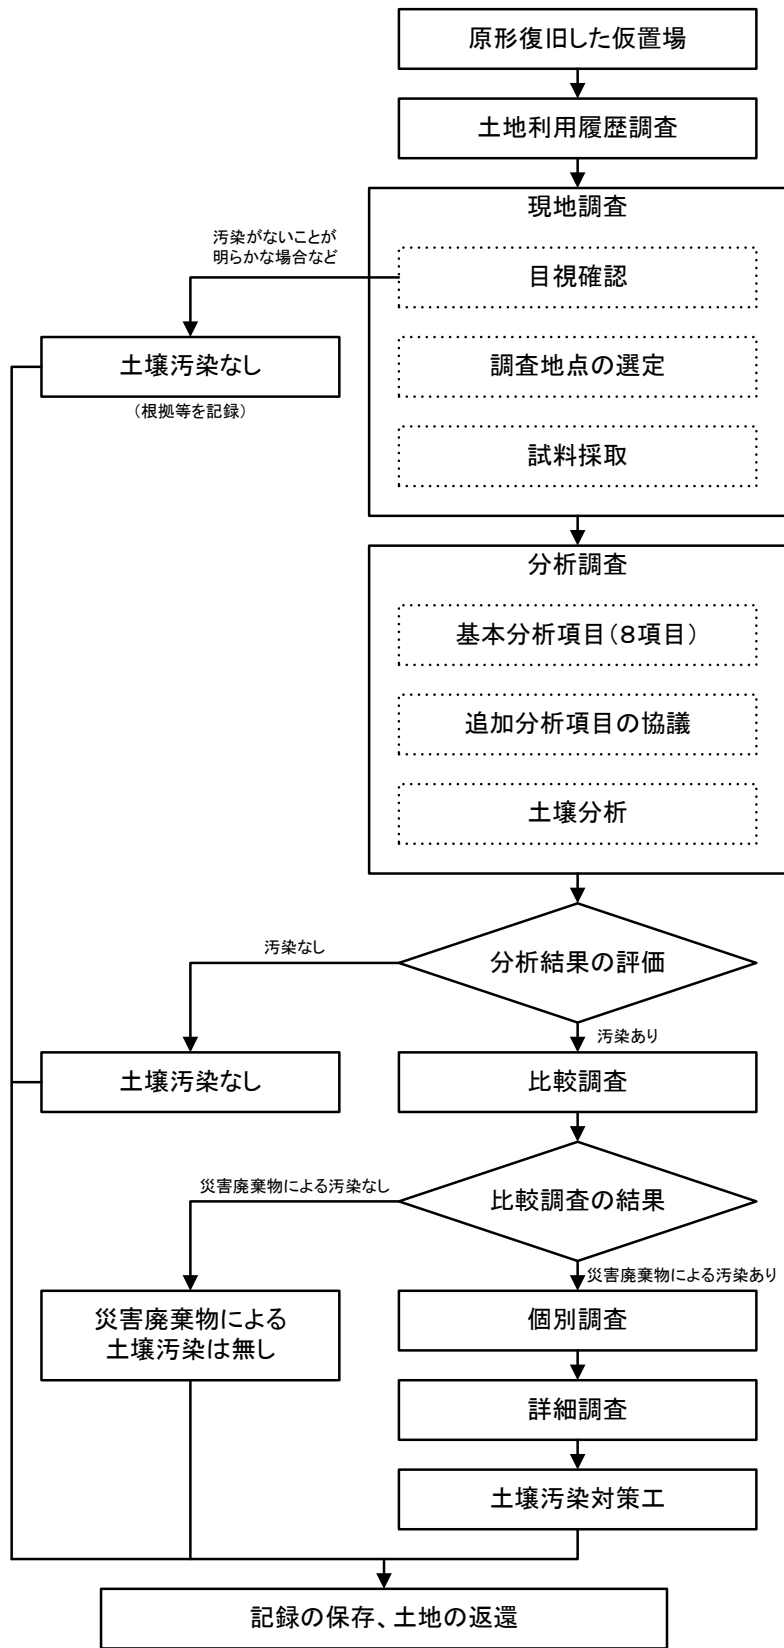 原形復旧した仮置場
土地利用履歴調査
現地調査
汚染がないことが
明らかな場合など
目視確認
土壌汚染なし
（根拠等を記録）
調査地点の選定
試料採取
分析調査
基本分析項目（８項目）
追加分析項目の協議
土壌分析
分析結果の評価
汚染なし
汚染あり
土壌汚染なし
比較調査
比較調査の結果
災害廃棄物による汚染なし
災害廃棄物による汚染あり
災害廃棄物による
土壌汚染は無し
個別調査
詳細調査
土壌汚染対策工
記録の保存、土地の返還